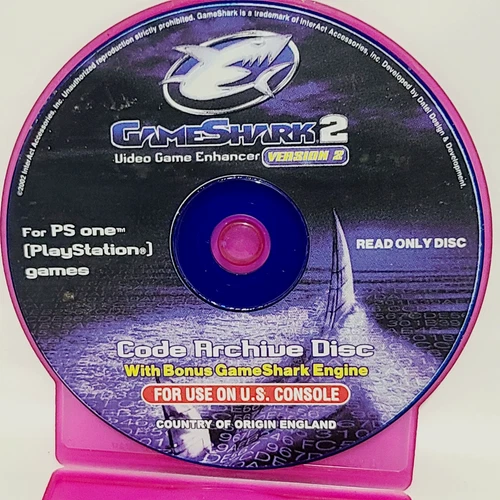 ©2002 InterAct Accessories, Inc. Unauthorized reproduction strictly prohibited. GameShark is a trademark of InterAct Accessories, Inc. Developed by Datel Design & Development.
GAMESHARK 2
Video Game Enhancer VERSION 2
For PS one™
(PlayStation®)
games
READ ONLY DISC
Code Archive Disc
With Bonus GameShark Engine
FOR USE ON U.S. CONSOLE
COUNTRY OF ORIGIN ENGLAND